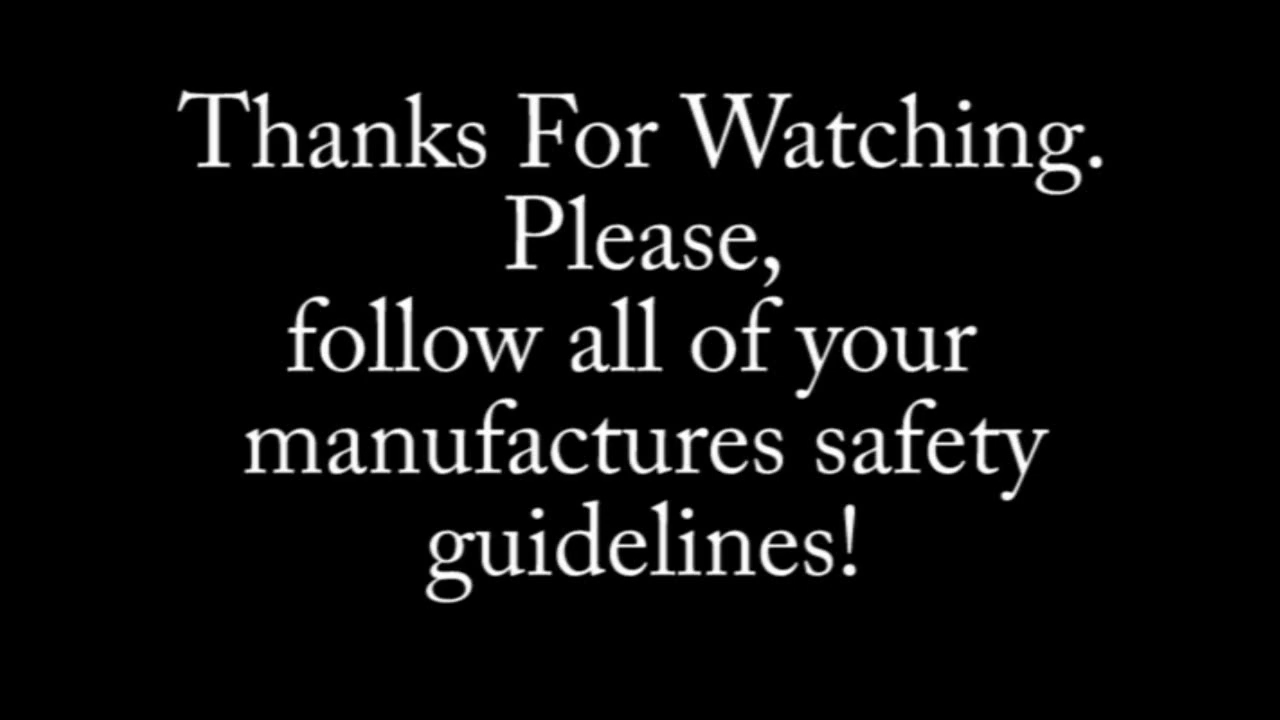 Thanks For Watching.
Please,
follow all of your
manufactures safety
guidelines!